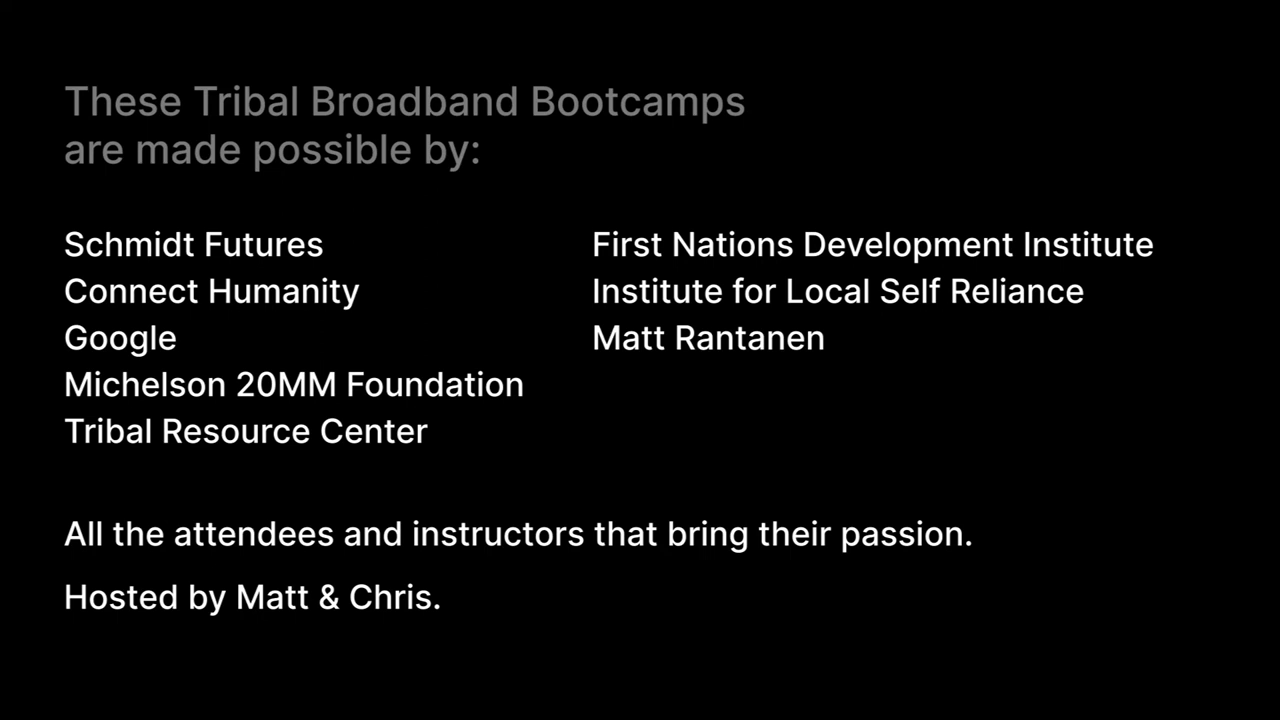 These Tribal Broadband Bootcamps
are made possible by:
Schmidt Futures
Connect Humanity
Google
Michelson 20MM Foundation
Tribal Resource Center
First Nations Development Institute
Institute for Local Self Reliance
Matt Rantanen
All the attendees and instructors that bring their passion.
Hosted by Matt & Chris.